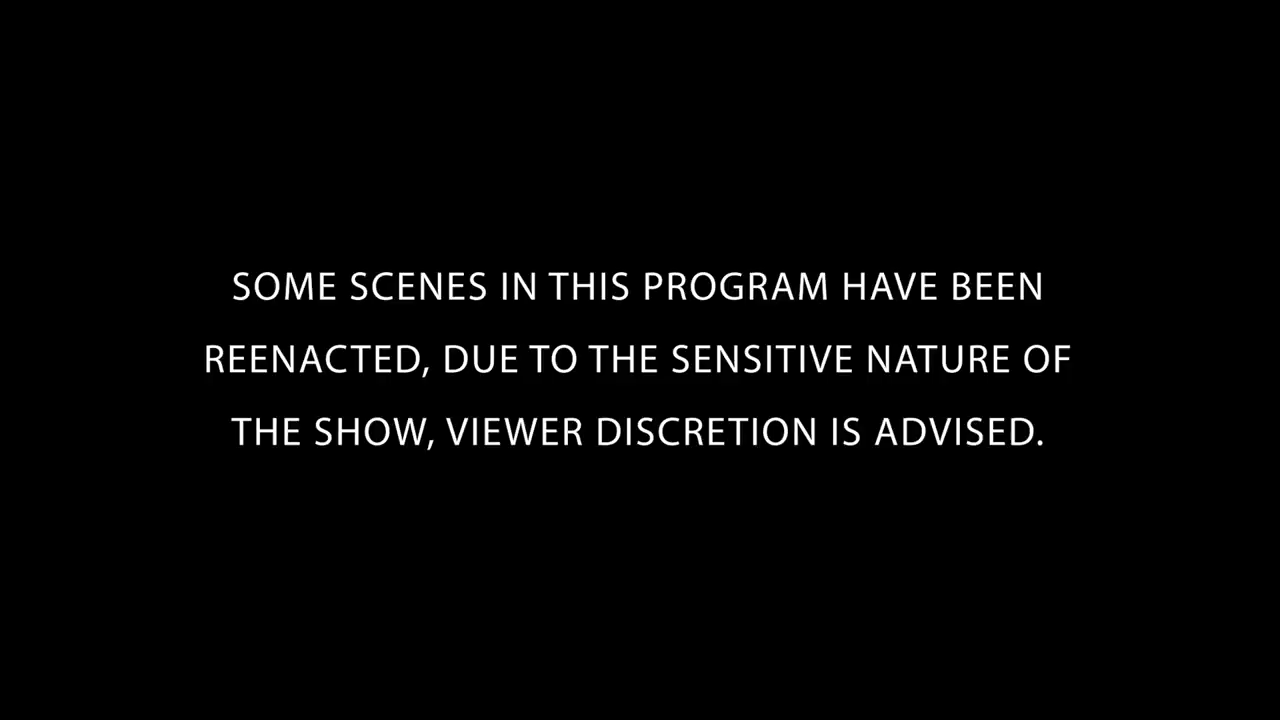 SOME SCENES IN THIS PROGRAM HAVE BEEN
REENACTED, DUE TO THE SENSITIVE NATURE OF
THE SHOW, VIEWER DISCRETION IS ADVISED.